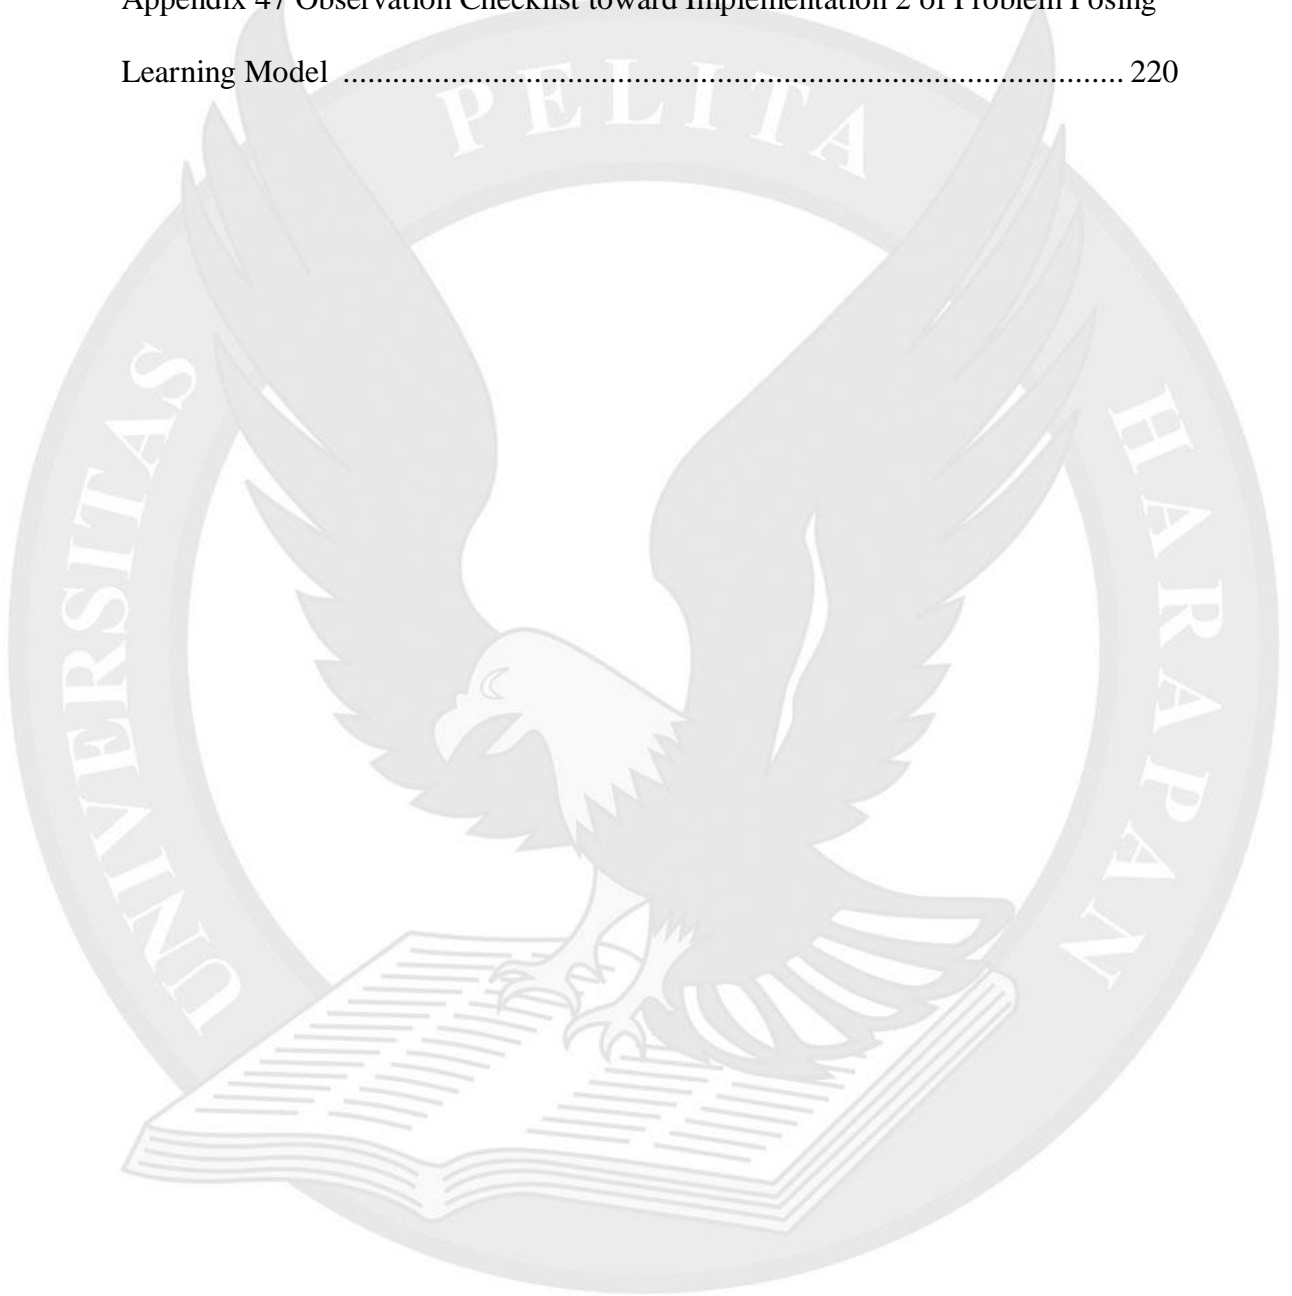 Appendix 47 Observation Checklist toward Implementation 2 of Problem Posing
Learning Model .............................................................................................. 220
PELITA
UNIVERSITAS
HARAPAN